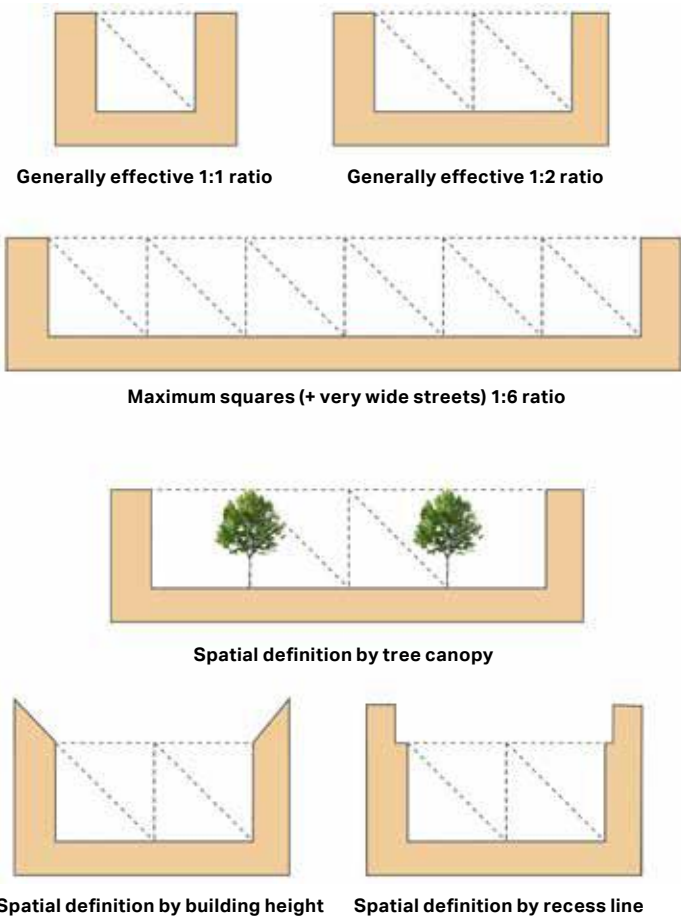 Generally effective 1:1 ratio
Generally effective 1:2 ratio
Maximum squares (+ very wide streets) 1:6 ratio
Spatial definition by tree canopy
Spatial definition by building height
Spatial definition by recess line